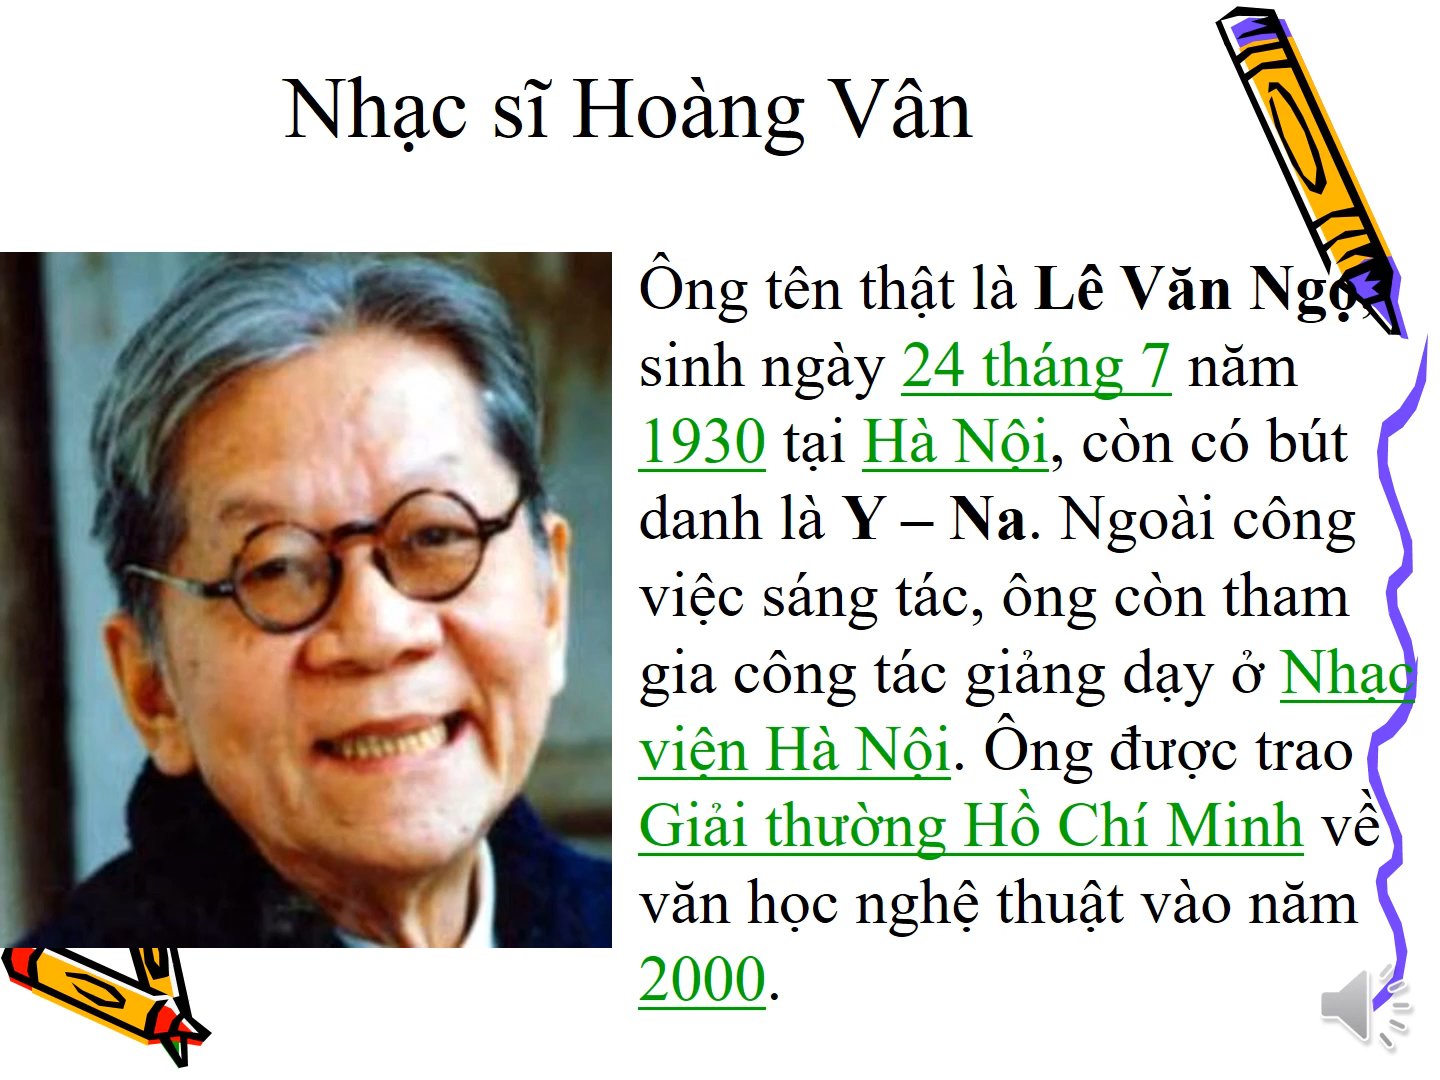 Nhạc sĩ Hoàng Vân
Ông tên thật là Lê Văn Ngọ,
sinh ngày 24 tháng 7 năm
1930 tại Hà Nội, còn có bút
danh là Y – Na. Ngoài công
việc sáng tác, ông còn tham
gia công tác giảng dạy ở Nhạc
viện Hà Nội. Ông được trao
Giải thường Hồ Chí Minh về
văn học nghệ thuật vào năm
2000.